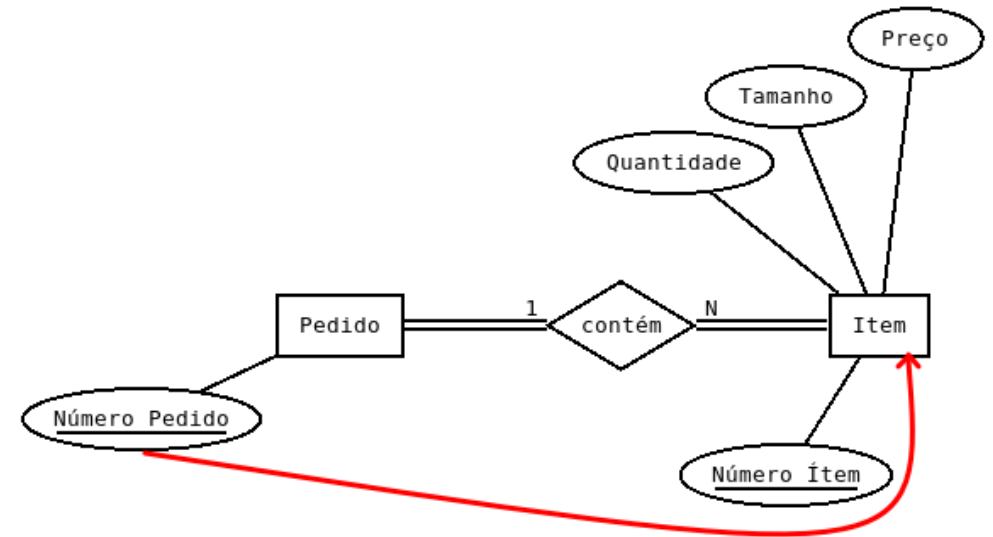 Preço
Tamanho
Quantidade
Pedido
1
contém
N
Item
Número Pedido
Número Ítem